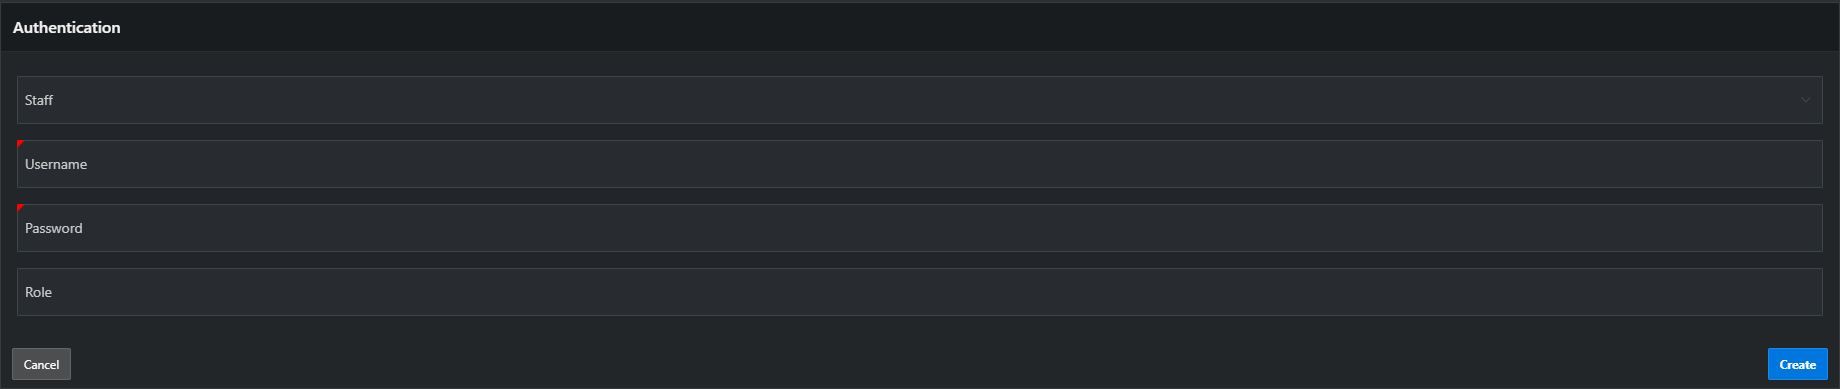 Authentication
Staff
Username
Password
Role
Cancel
Create